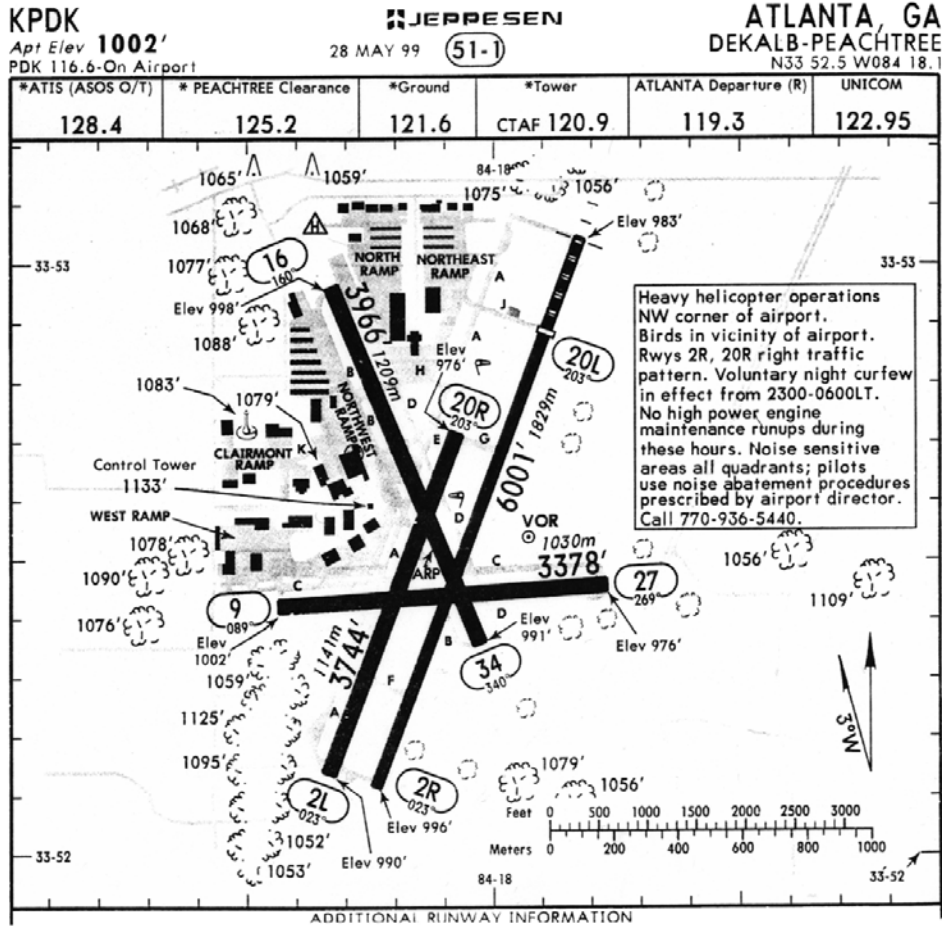 KPDK
JEPPESEN
ATLANTA, GA
Apt Elev 1002'
28 MAY 99
51-1
DEKALB-PEACHTREE
PDK 116.6-On Airport
N33 52.5 W084 18.1
*ATIS (ASOS O/T)
* PEACHTREE Clearance
*Ground
*Tower
ATLANTA Departure (R)
UNICOM
128.4
125.2
121.6
CTAF 120.9
119.3
122.95
84-18
1065'
1059'
1075'
1056'
1068'
Elev 983'
H
16
160°
NORTH
RAMP
NORTHEAST
RAMP
A
33-53
1077'
33-53
Elev 998'
3966'
1209m
J
A
1088'
Elev
976'
20L
203°
Heavy helicopter operations
NW corner of airport.
Birds in vicinity of airport.
Rwys 2R, 20R right traffic
pattern. Voluntary night curfew
in effect from 2300-0600LT.
No high power engine
maintenance runups during
these hours. Noise sensitive
areas all quadrants; pilots
use noise abatement procedures
prescribed by airport director.
Call 770-936-5440.
1083'
1079'
B
H
D
B
NORTHWEST
RAMP
20R
203°
E
G
6001'
1829m
CLAIRMONT
RAMP
K
Control Tower
1133'
D
WEST RAMP
VOR
1030m
1078'
1090'
A
ARP
C
3378'
1056'
C
27
269°
1109'
1076'
9
089°
D
Elev
991'
Elev
1002'
B
Elev 976'
1059'
1141m
3744'
34
340°
F
1125'
A
3°W
1095'
2L
023°
2R
023°
1079'
1056'
Feet 0 500 1000 1500 2000 2500 3000
Elev 996'
1052'
Meters 0 200 400 600 800 1000
33-52
1053'
Elev 990'
84-18
33-52
ADDITIONAL RUNWAY INFORMATION